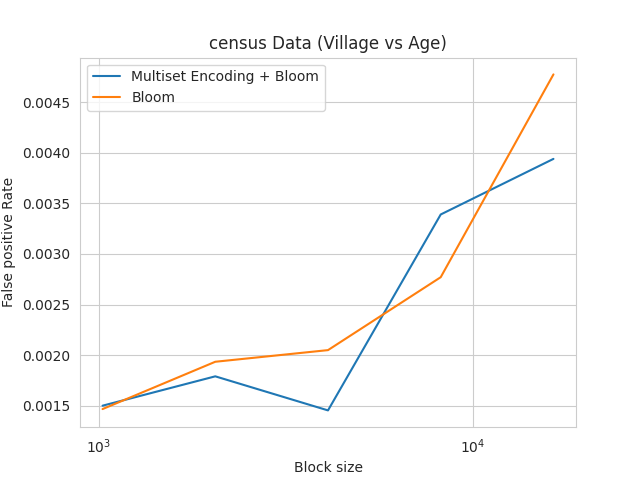 census Data (Village vs Age)
Multiset Encoding + Bloom
Bloom
False positive Rate
0.0045
0.0040
0.0035
0.0030
0.0025
0.0020
0.0015
10³
10⁴
Block size